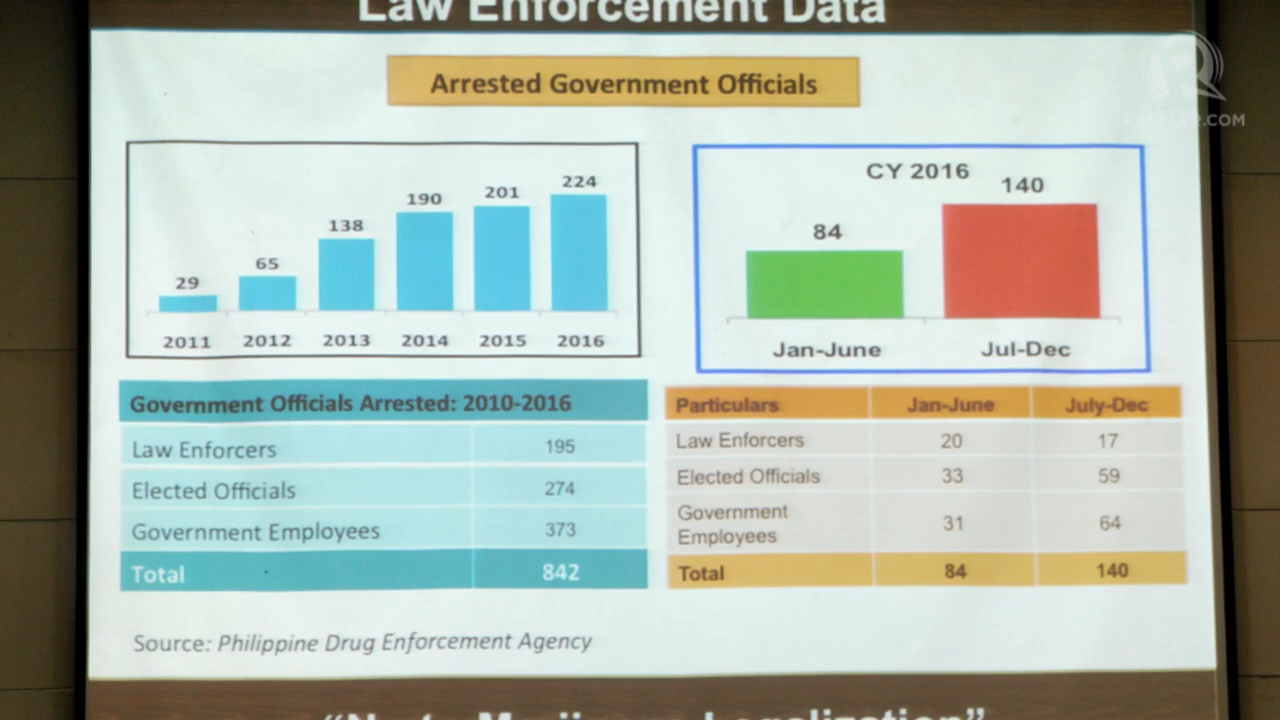 Law Enforcement Data
Arrested Government Officials
29
65
138
190
201
224
2011 2012 2013 2014 2015 2016
CY 2016
84
140
Jan-June Jul-Dec
Government Officials Arrested: 2010-2016
Law Enforcers 195
Elected Officials 274
Government Employees 373
Total 842
Particulars Jan-June July-Dec
Law Enforcers 20 17
Elected Officials 33 59
Government
Employees 31 64
Total 84 140
Source: Philippine Drug Enforcement Agency
RAPPLER.COM